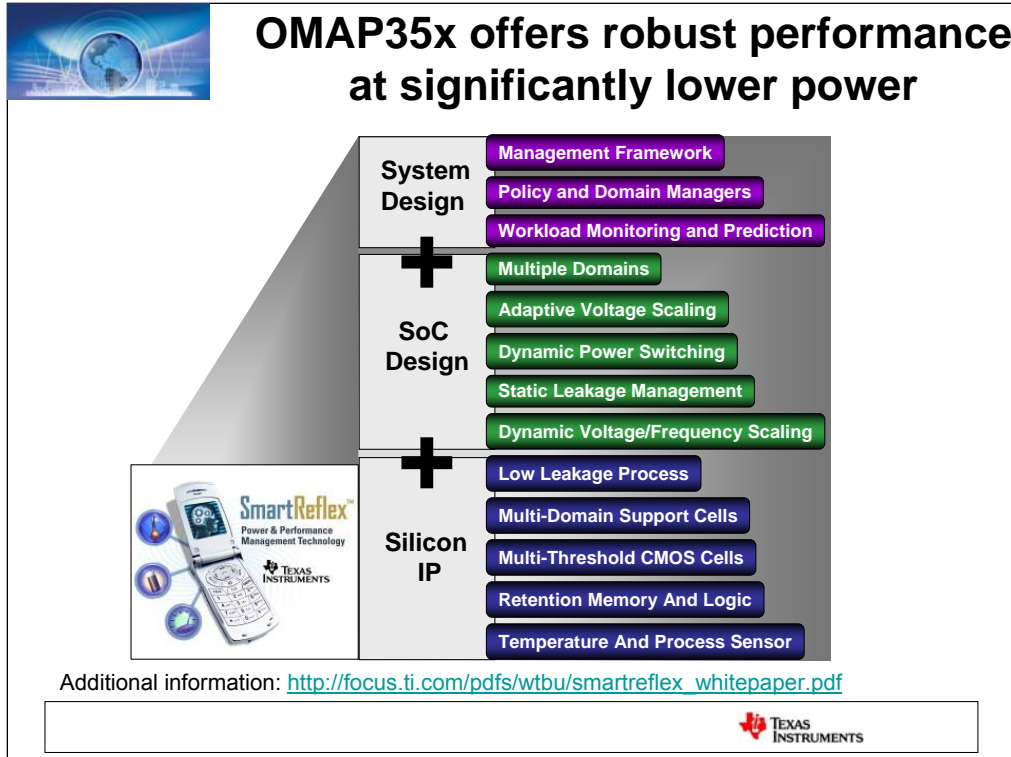 OMAP35x offers robust performance
at significantly lower power
System
Design
Management Framework
Policy and Domain Managers
Workload Monitoring and Prediction
+
SoC
Design
Multiple Domains
Adaptive Voltage Scaling
Dynamic Power Switching
Static Leakage Management
Dynamic Voltage/Frequency Scaling
+
Silicon
IP
Low Leakage Process
Multi-Domain Support Cells
Multi-Threshold CMOS Cells
Retention Memory And Logic
Temperature And Process Sensor
SmartReflex™
Power & Performance
Management Technology
TEXAS
INSTRUMENTS
Additional information: http://focus.ti.com/pdfs/wtbu/smartreflex_whitepaper.pdf
TEXAS
INSTRUMENTS